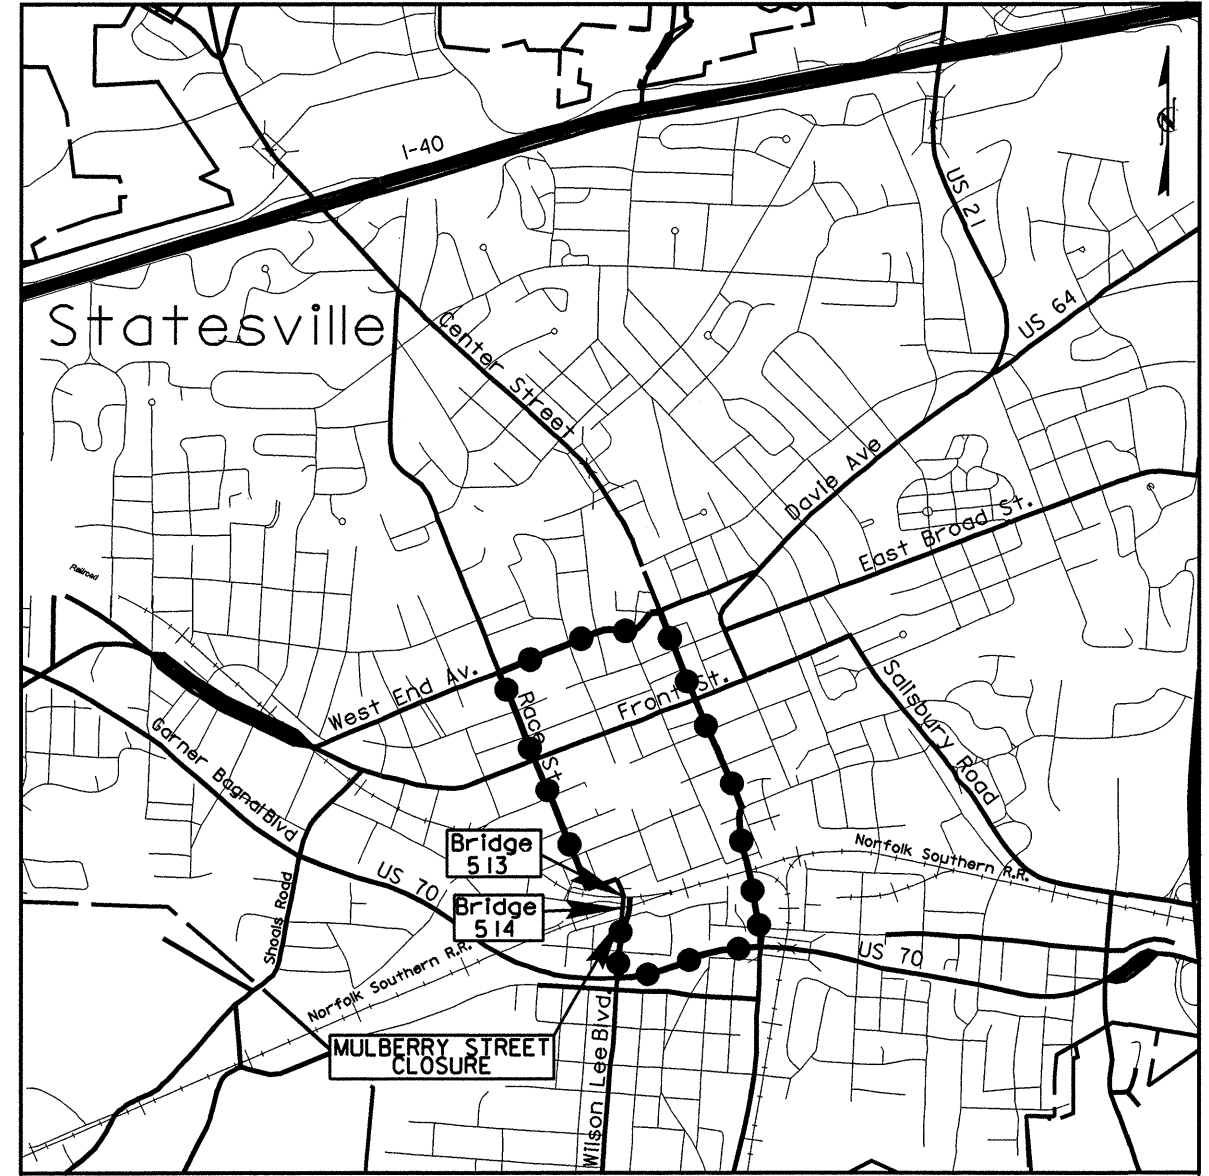 I-40
US 21
Statesville
US 64
Center Street
Davie Ave
East Broad St.
Railroad
West End Av.
Race St
Front St.
Salisbury Road
Garner Bagnal Blvd
Bridge
513
Norfolk Southern R.R.
US 70
Bridge
514
Shoals Road
US 70
Norfolk Southern R.R.
MULBERRY STREET
CLOSURE
Wilson Lee Blvd.